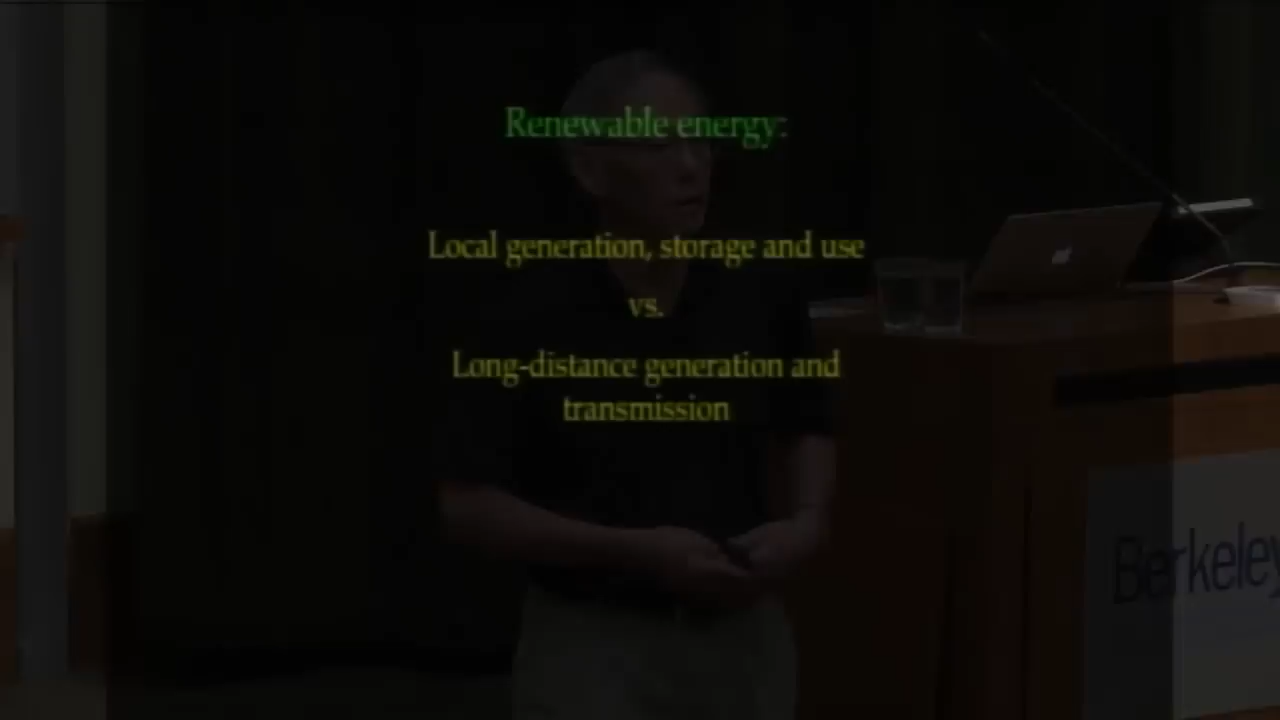 Renewable energy:
Local generation, storage and use
vs.
Long-distance generation and
transmission
Berkeley